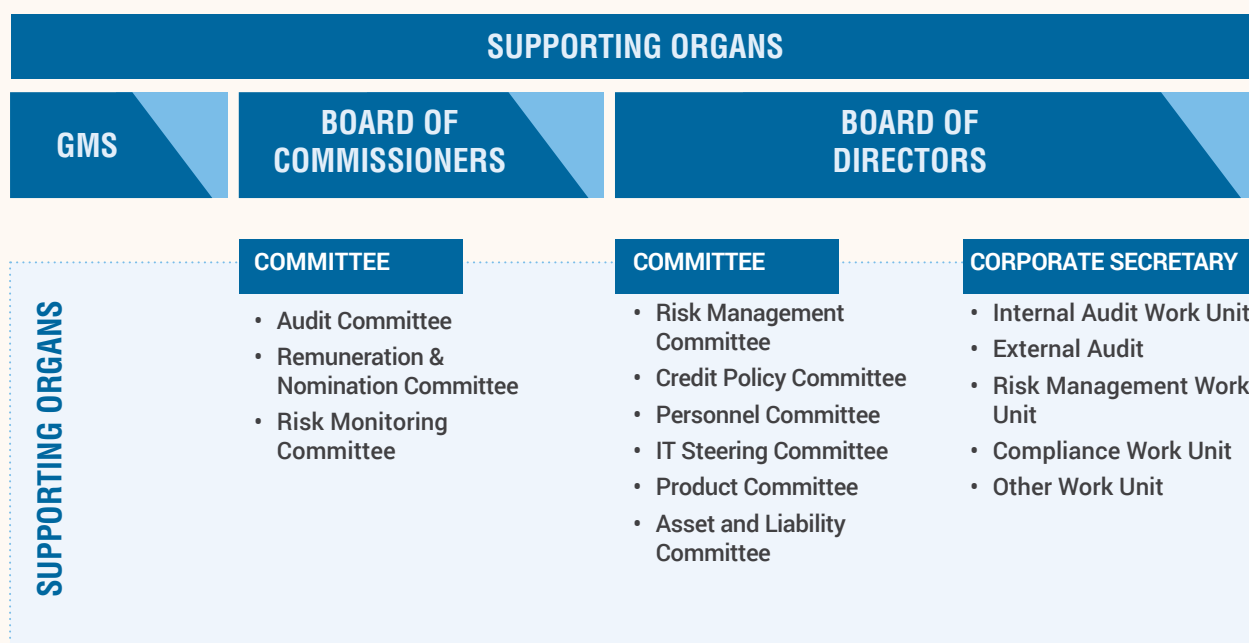 SUPPORTING ORGANS
GMS
BOARD OF
COMMISSIONERS
BOARD OF
DIRECTORS
SUPPORTING ORGANS
COMMITTEE
• Audit Committee
• Remuneration &
Nomination Committee
• Risk Monitoring
Committee
COMMITTEE
• Risk Management
Committee
• Credit Policy Committee
• Personnel Committee
• IT Steering Committee
• Product Committee
• Asset and Liability
Committee
CORPORATE SECRETARY
• Internal Audit Work Unit
• External Audit
• Risk Management Work
Unit
• Compliance Work Unit
• Other Work Unit